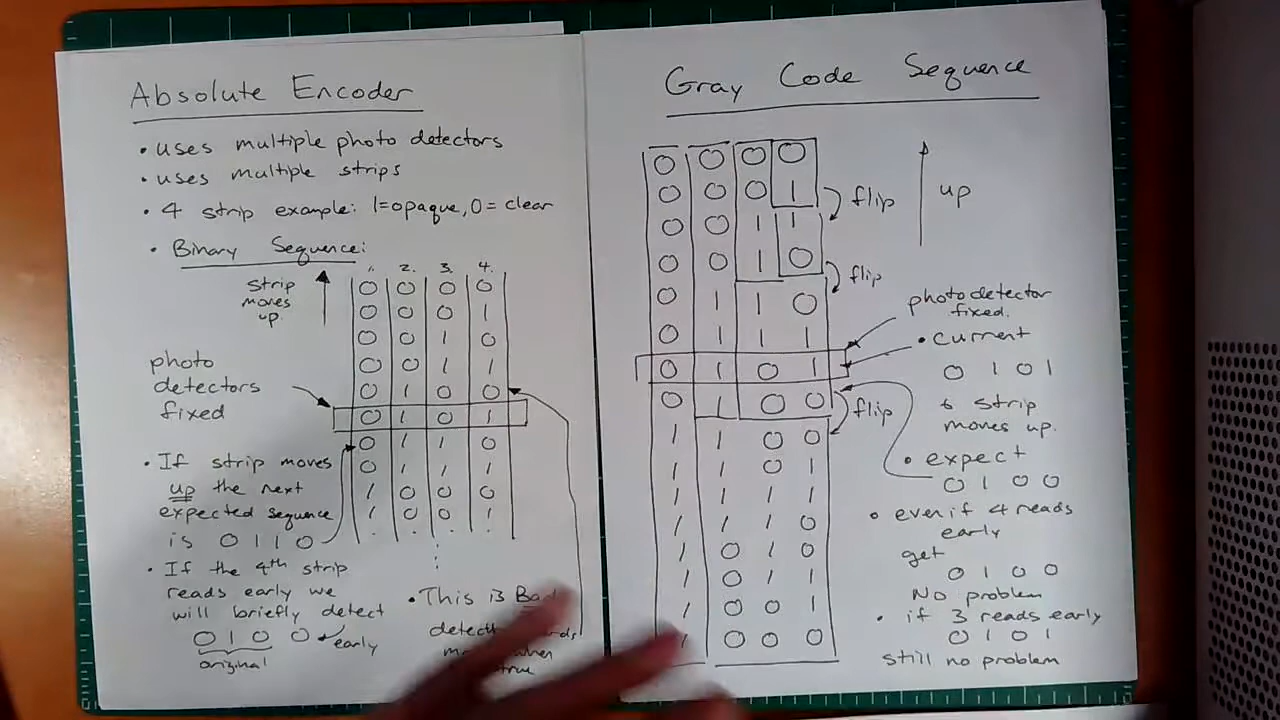 Absolute Encoder
• uses multiple photo detectors
• uses multiple strips
• 4 strip example: 1=opaque, 0=clear
• Binary Sequence:
strip
moves
up.
1. 2. 3. 4.
0 0 0 0
0 0 0 1
0 0 1 0
0 0 1 1
0 1 0 0
0 1 0 1
0 1 1 0
0 1 1 1
1 0 0 0
1 0 0 1
photo
detectors
fixed
• If strip moves
up the next
expected sequence
is 0 1 1 0
• If the 4th strip
reads early we
will briefly detect
0 1 0 0 early
original
• This is
when
true
Gray Code Sequence
0 0 0 0
0 0 0 1
0 0 1 1
0 0 1 0
0 1 1 0
0 1 1 1
0 1 0 1
0 1 0 0
1 1 0 0
1 1 0 1
1 1 1 1
1 1 1 0
1 0 1 0
1 0 1 1
1 0 0 1
1 0 0 0
flip
flip
flip
up
photodetector
fixed.
• current
0 1 0 1
strip
moves up.
• expect
0 1 0 0
• even if 4 reads
early
get
0 1 0 0
No problem
• if 3 reads early
0 1 0 1
still no problem